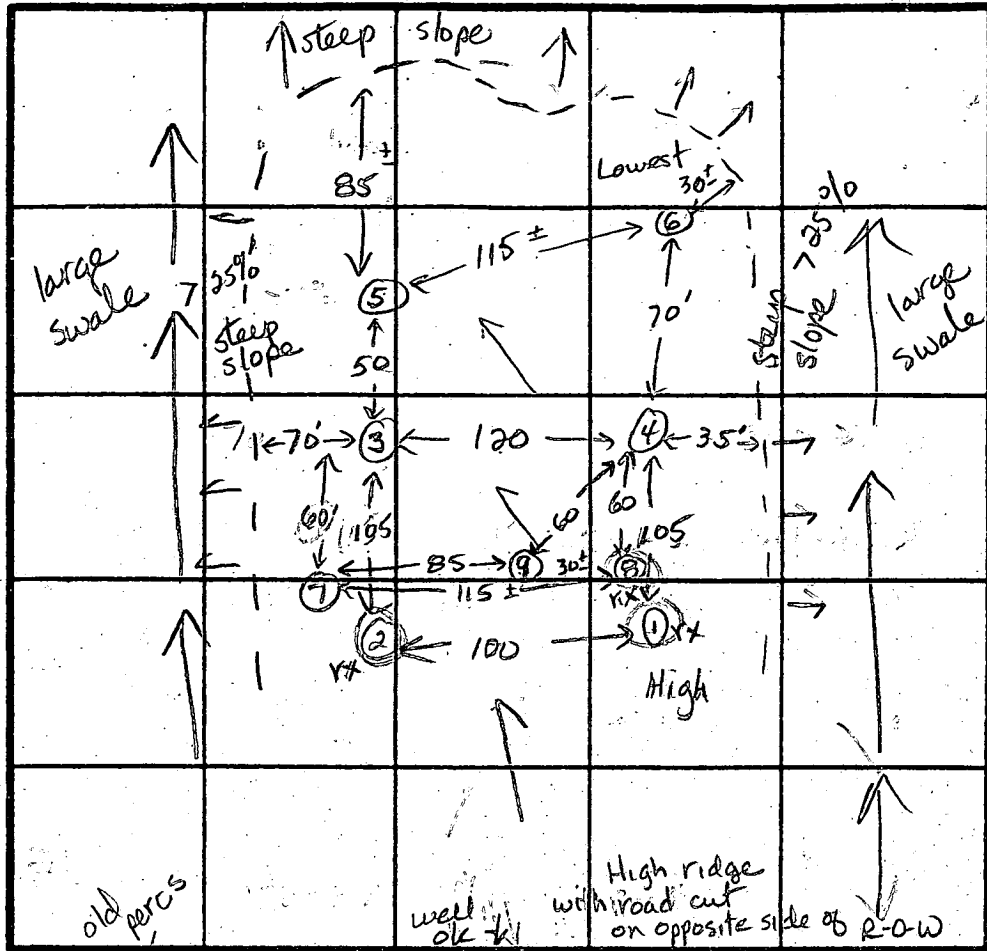 steep slope
Lowest
30'±
85 ±
large
swale
> 25%
steep
slope
5
115 ±
6
70'
steep
slope > 25%
large
swale
50
70'
3
120
4
35'
60'
105
60
60
105
85
9
30±
8
rx
7
115 ±
2
rx
100
1
rx
High
old percs
well
ok
High ridge
with road cut
on opposite side of R-O-W